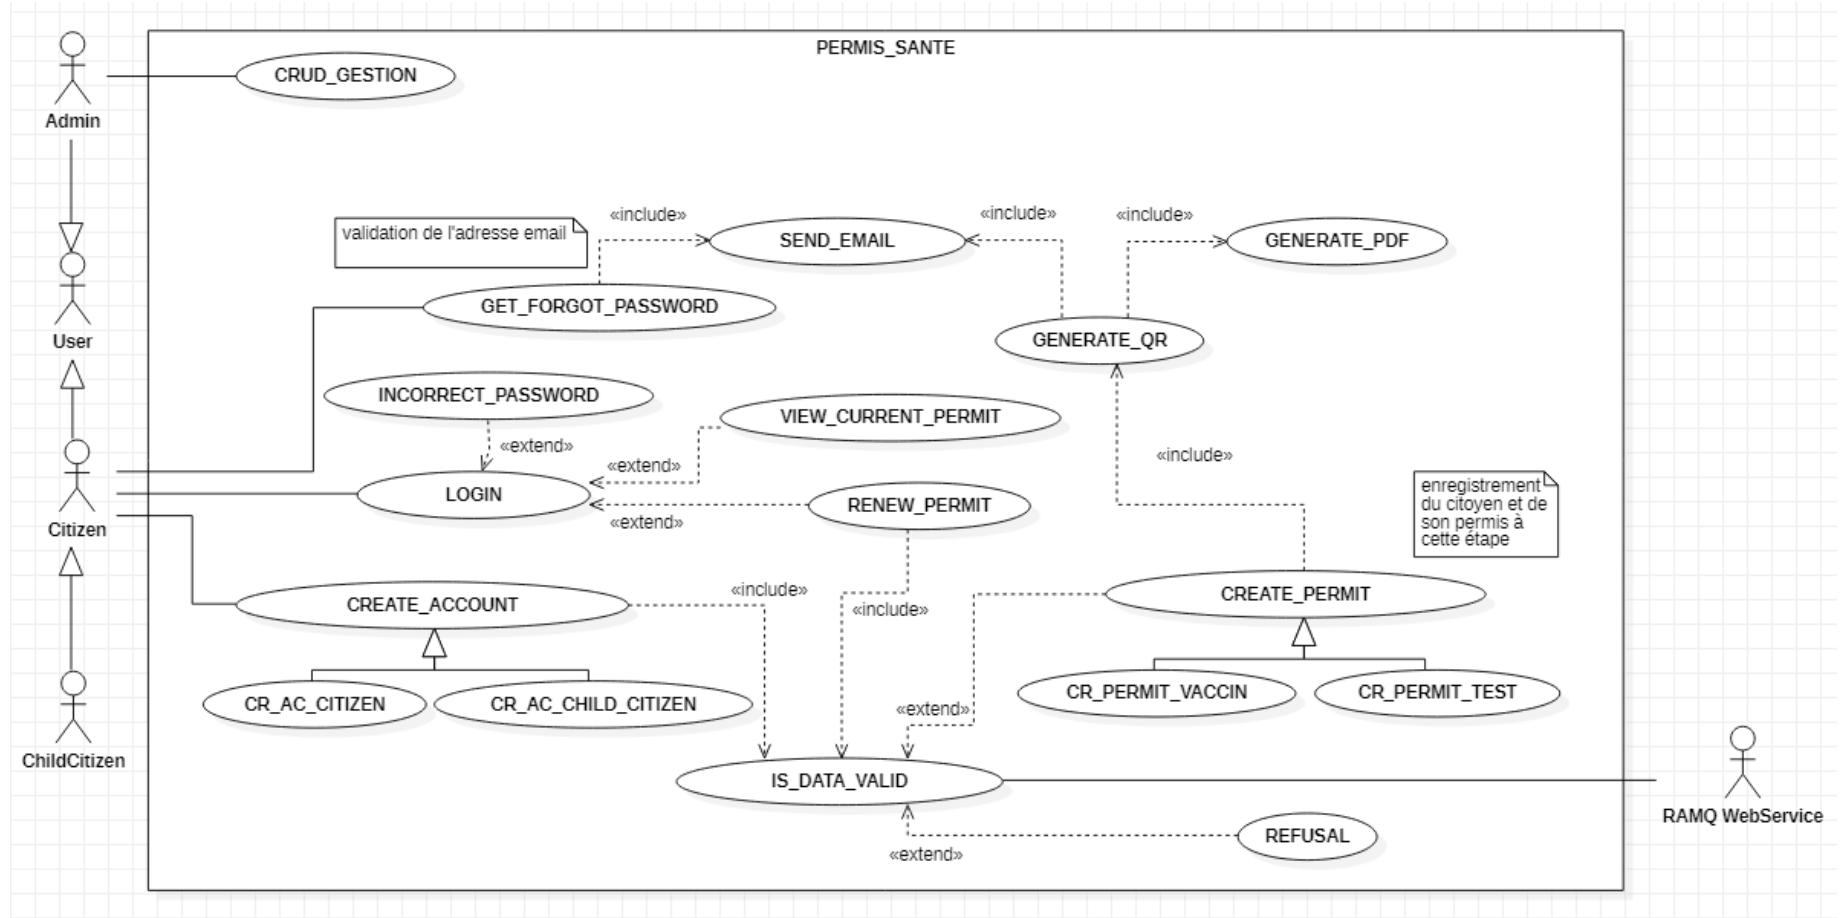 PERMIS_SANTE
CRUD_GESTION
Admin
validation de l'adresse email
«include»
SEND_EMAIL
«include»
«include»
GENERATE_PDF
GET_FORGOT_PASSWORD
User
GENERATE_QR
INCORRECT_PASSWORD
«extend»
VIEW_CURRENT_PERMIT
«extend»
«include»
LOGIN
RENEW_PERMIT
«extend»
enregistrement
du citoyen et de
son permis à
cette étape
Citizen
CREATE_ACCOUNT
«include»
«include»
CREATE_PERMIT
CR_AC_CITIZEN
CR_AC_CHILD_CITIZEN
«extend»
CR_PERMIT_VACCIN
CR_PERMIT_TEST
ChildCitizen
IS_DATA_VALID
RAMQ WebService
REFUSAL
«extend»